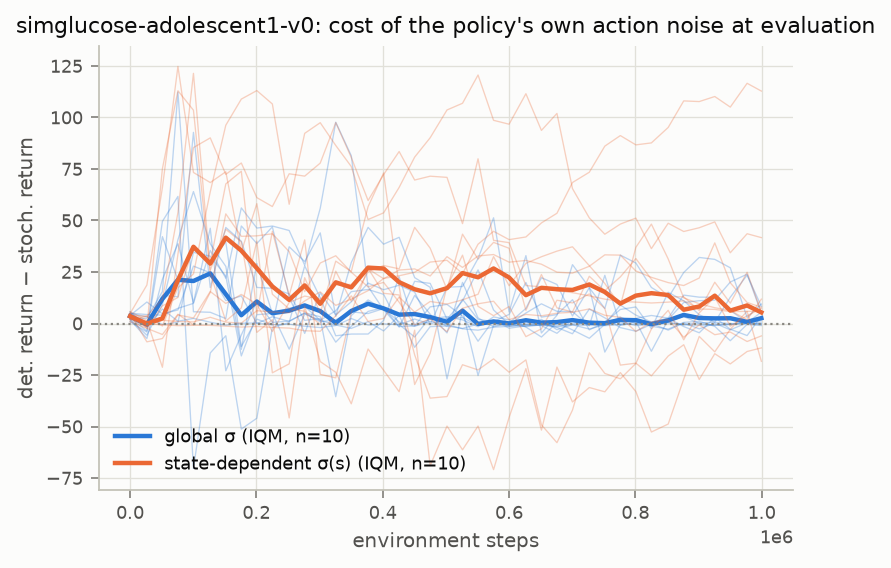 simglucose-adolescent1-v0: cost of the policy's own action noise at evaluation
det. return − stoch. return
125
100
75
50
25
0
−25
−50
−75
global σ (IQM, n=10)
state-dependent σ(s) (IQM, n=10)
0.0
0.2
0.4
0.6
0.8
1.0
1e6
environment steps